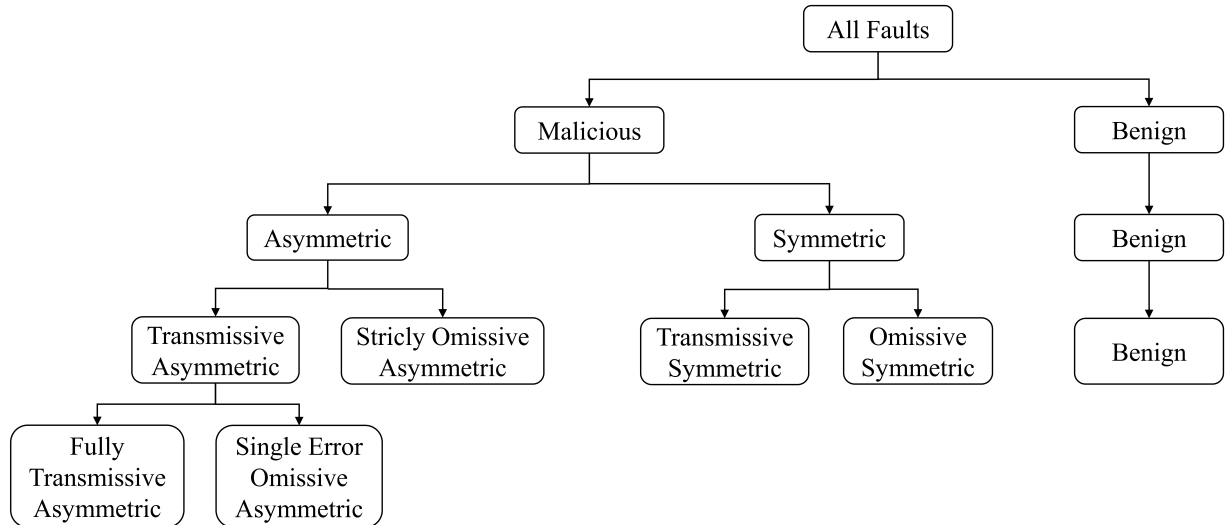 All Faults
Malicious
Benign
Asymmetric
Symmetric
Benign
Transmissive
Asymmetric
Stricly Omissive
Asymmetric
Transmissive
Symmetric
Omissive
Symmetric
Benign
Fully
Transmissive
Asymmetric
Single Error
Omissive
Asymmetric